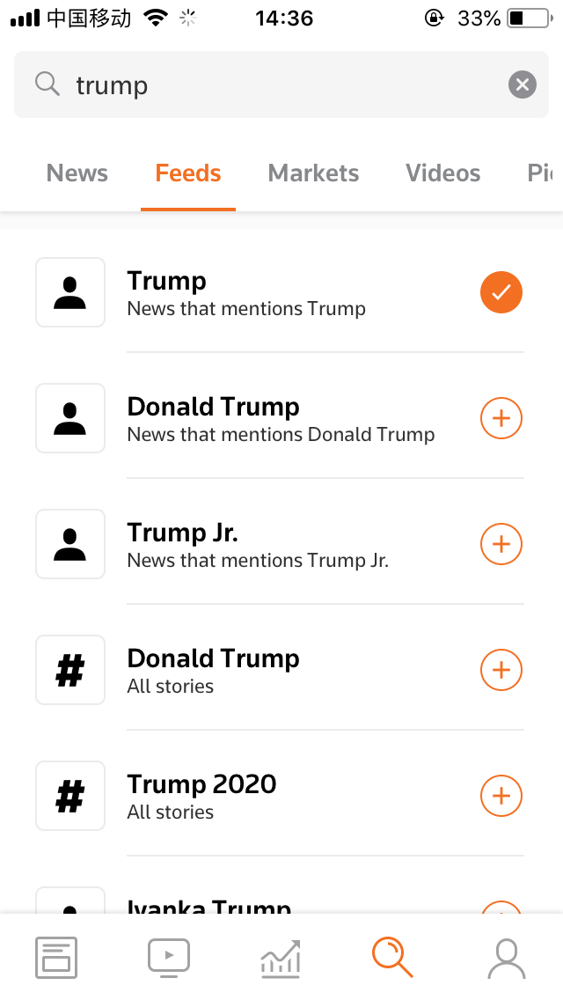 中国移动 14:36 33%
trump
News Feeds Markets Videos
Trump
News that mentions Trump
Donald Trump
News that mentions Donald Trump
Trump Jr.
News that mentions Trump Jr.
# Donald Trump
All stories
# Trump 2020
All stories
Ivanka Trump